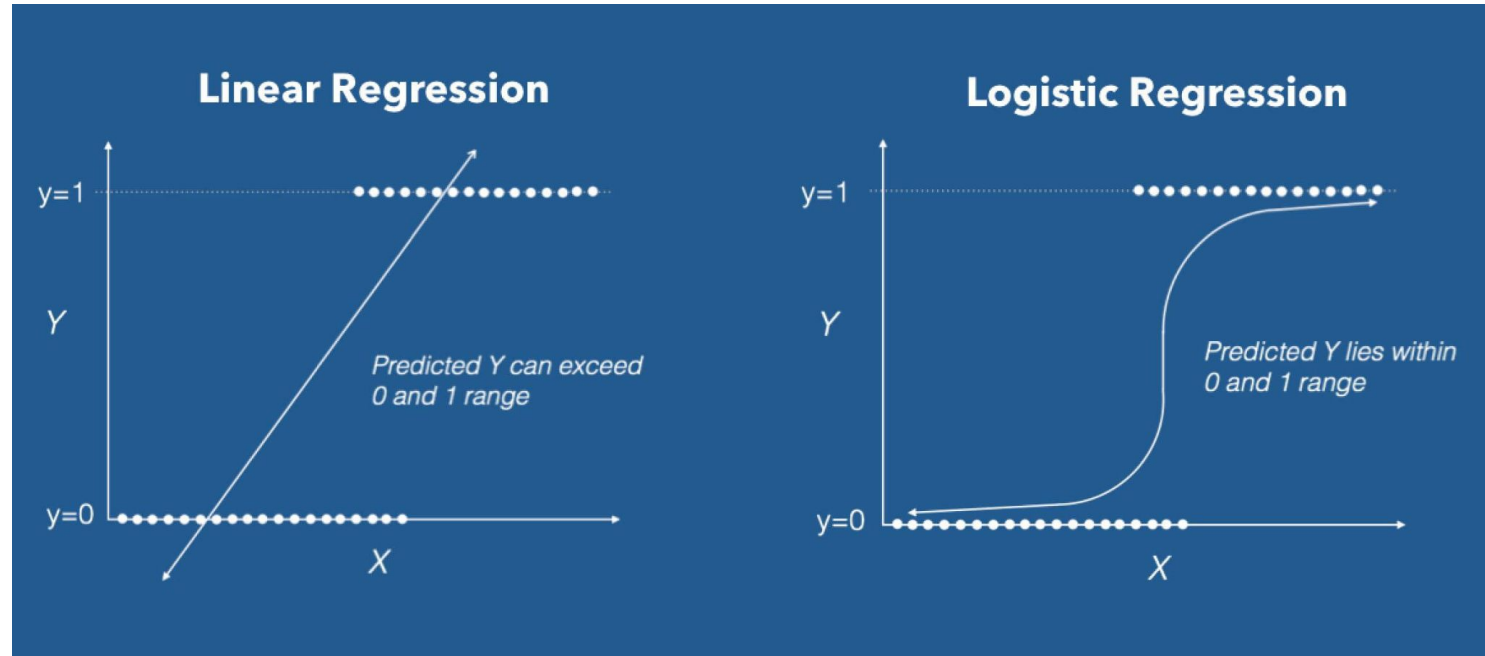 Linear Regression
y=1
Y
Predicted Y can exceed
0 and 1 range
y=0
X
Logistic Regression
y=1
Y
Predicted Y lies within
0 and 1 range
y=0
X